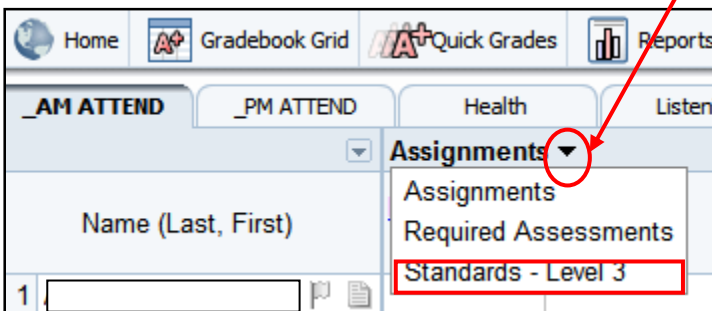 Home Gradebook Grid Quick Grades Reports
_AM ATTEND _PM ATTEND Health Listen
Assignments
Assignments
Name (Last, First)
Required Assessments
Standards - Level 3
1